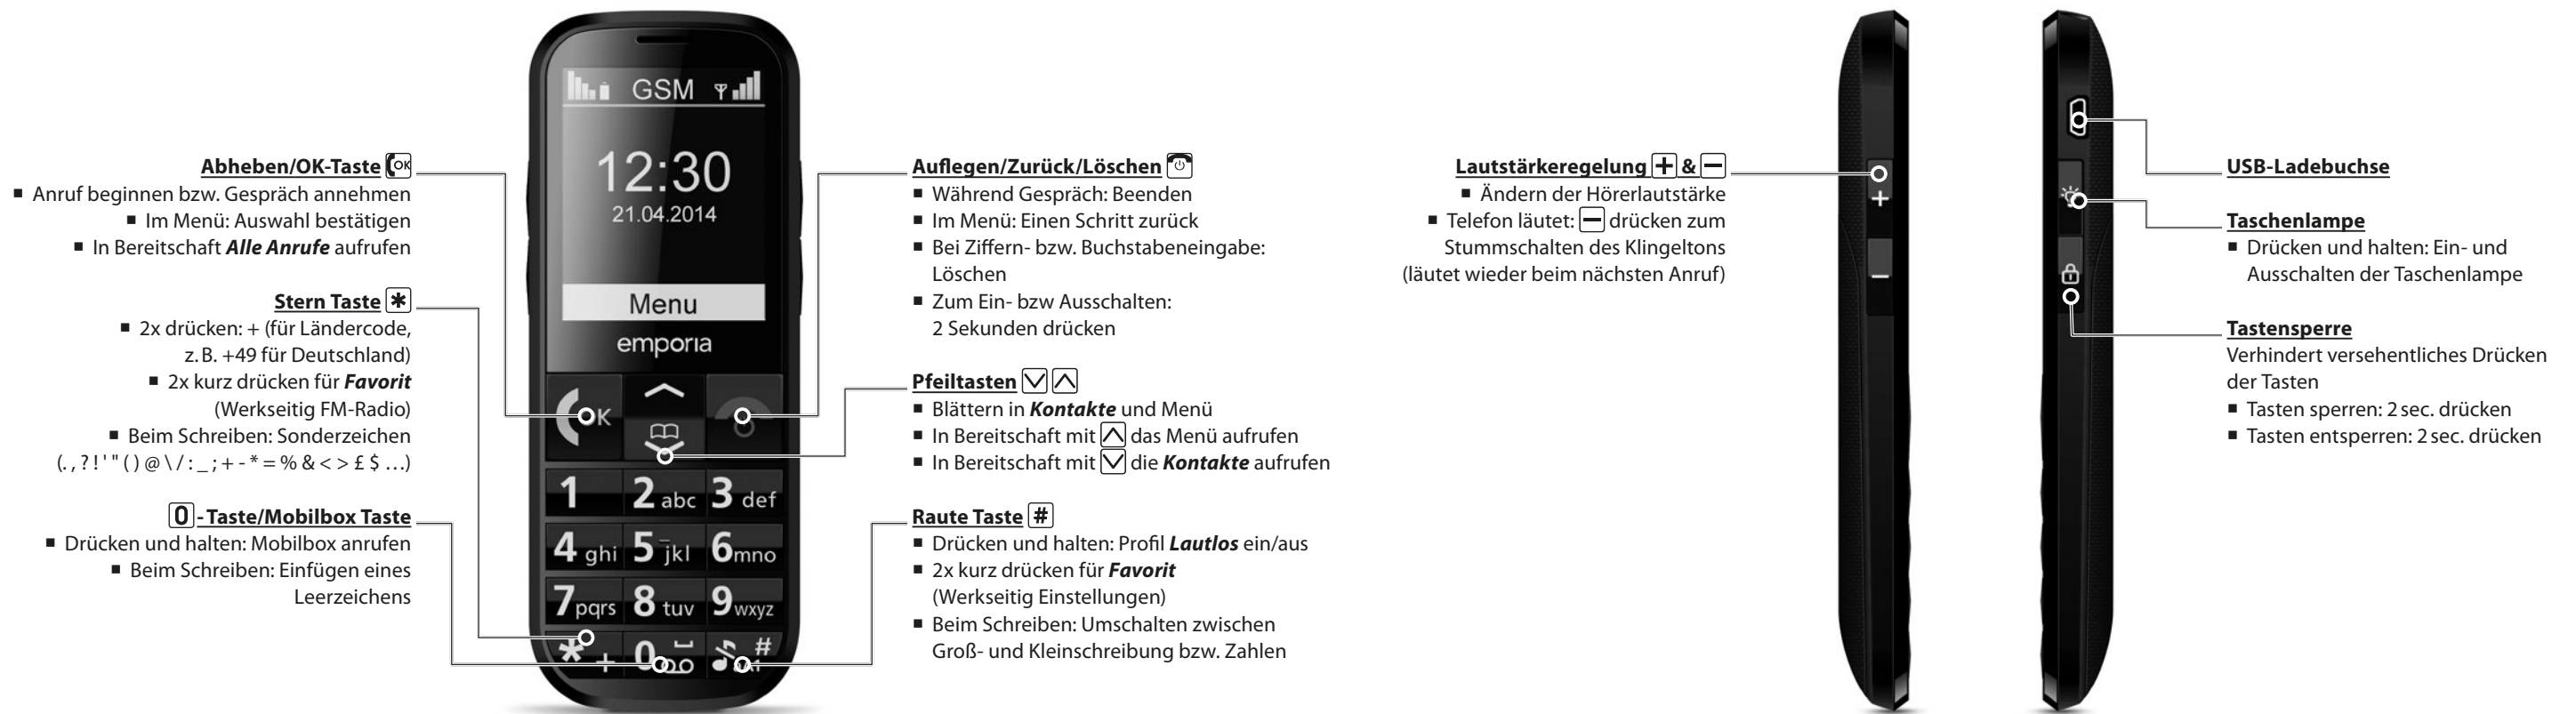 Abheben/OK-Taste OK
■ Anruf beginnen bzw. Gespräch annehmen
■ Im Menü: Auswahl bestätigen
■ In Bereitschaft Alle Anrufe aufrufen
Stern Taste *
■ 2x drücken: + (für Ländercode,
z. B. +49 für Deutschland)
■ 2x kurz drücken für Favorit
(Werkseitig FM-Radio)
■ Beim Schreiben: Sonderzeichen
(. , ? ! ' " ( ) @ \ / : _ ; + - * = % & < > £ $ …)
0 - Taste/Mobilbox Taste
■ Drücken und halten: Mobilbox anrufen
■ Beim Schreiben: Einfügen eines
Leerzeichens
GSM
12:30
21.04.2014
Menu
emporia
OK
1 2 abc 3 def
4 ghi 5 jkl 6 mno
7 pqrs 8 tuv 9 wxyz
* + 0 #
Auflegen/Zurück/Löschen
■ Während Gespräch: Beenden
■ Im Menü: Einen Schritt zurück
■ Bei Ziffern- bzw. Buchstabeneingabe:
Löschen
■ Zum Ein- bzw Ausschalten:
2 Sekunden drücken
Pfeiltasten
■ Blättern in Kontakte und Menü
■ In Bereitschaft mit das Menü aufrufen
■ In Bereitschaft mit die Kontakte aufrufen
Raute Taste #
■ Drücken und halten: Profil Lautlos ein/aus
■ 2x kurz drücken für Favorit
(Werkseitig Einstellungen)
■ Beim Schreiben: Umschalten zwischen
Groß- und Kleinschreibung bzw. Zahlen
Lautstärkeregelung + & −
■ Ändern der Hörerlautstärke
■ Telefon läutet: − drücken zum
Stummschalten des Klingeltons
(läutet wieder beim nächsten Anruf)
+
−
USB-Ladebuchse
Taschenlampe
■ Drücken und halten: Ein- und
Ausschalten der Taschenlampe
Tastensperre
Verhindert versehentliches Drücken
der Tasten
■ Tasten sperren: 2 sec. drücken
■ Tasten entsperren: 2 sec. drücken